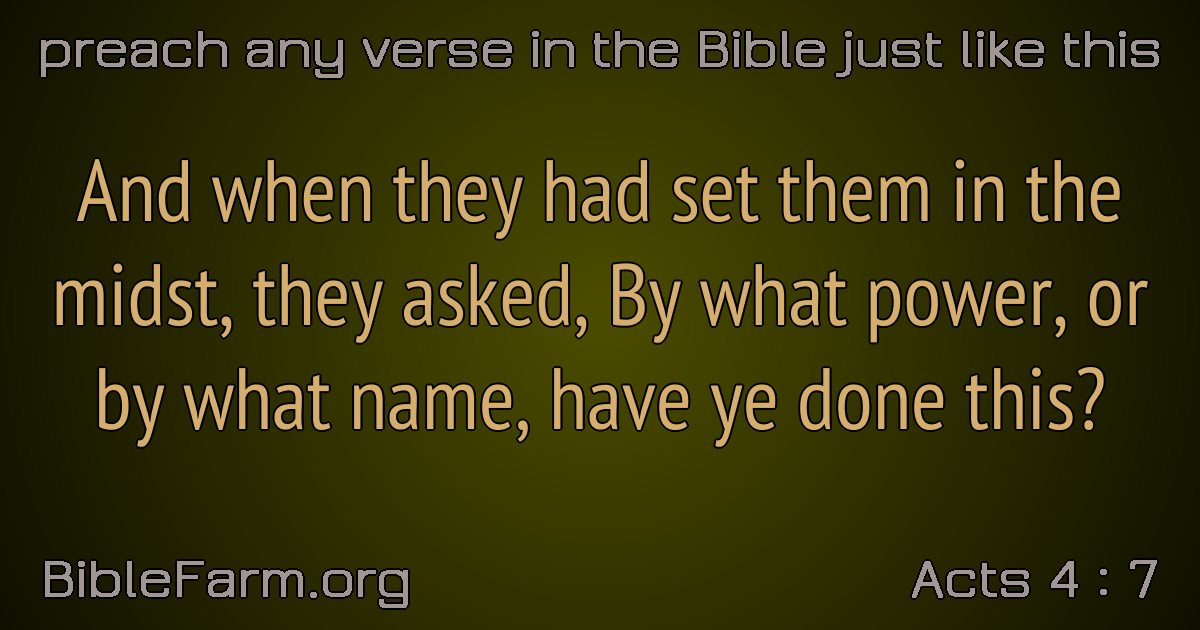 preach any verse in the Bible just like this
And when they had set them in the
midst, they asked, By what power, or
by what name, have ye done this?
BibleFarm.org
Acts 4 : 7